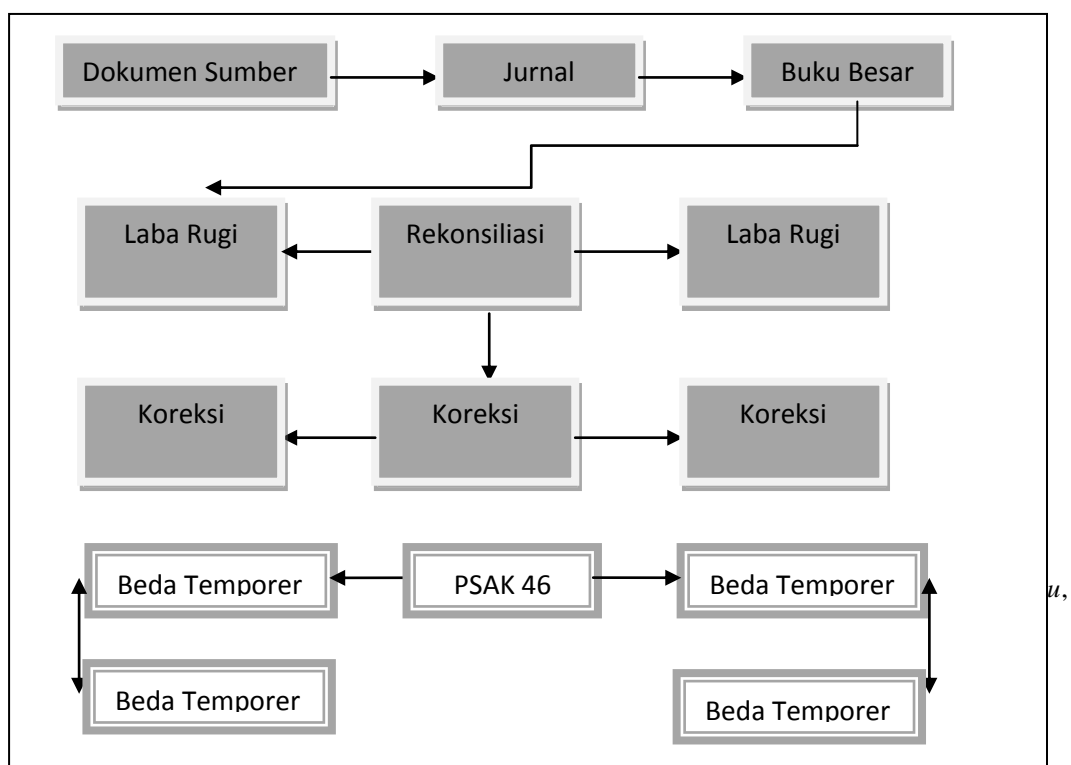 Dokumen Sumber
Jurnal
Buku Besar
Laba Rugi
Rekonsiliasi
Laba Rugi
Koreksi
Koreksi
Koreksi
Beda Temporer
PSAK 46
Beda Temporer
u,
Beda Temporer
Beda Temporer